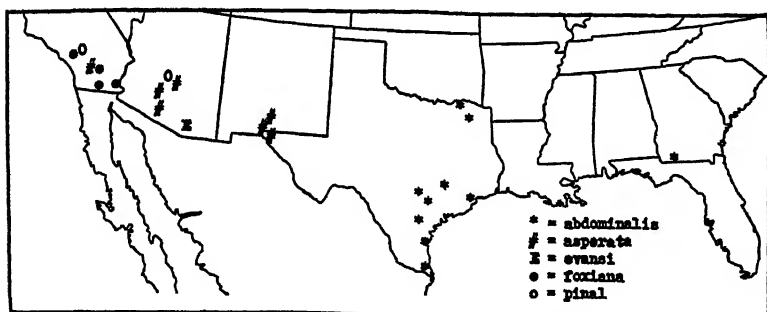 * = abdominalis
# = asperata
E = evansi
● = foxiana
o = pinal